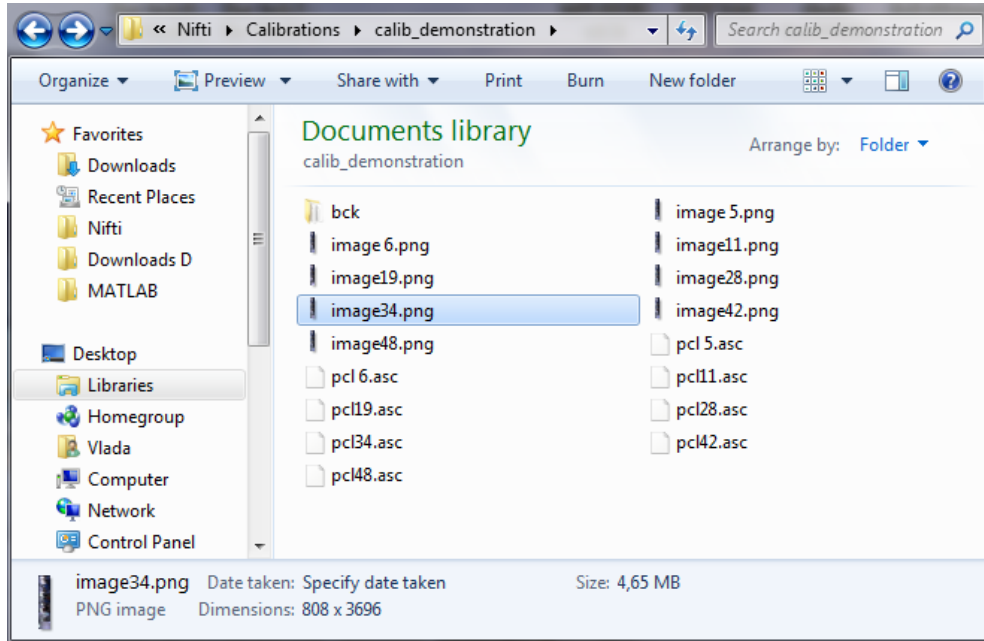 « Nifti ▸ Calibrations ▸ calib_demonstration ▸
Search calib_demonstration
Organize Preview Share with Print Burn New folder
Favorites
Downloads
Recent Places
Nifti
Downloads D
MATLAB
Desktop
Libraries
Homegroup
Vlada
Computer
Network
Control Panel
Documents library
calib_demonstration
Arrange by: Folder
bck image 5.png
image 6.png image11.png
image19.png image28.png
image34.png image42.png
image48.png pcl 5.asc
pcl 6.asc pcl11.asc
pcl19.asc pcl28.asc
pcl34.asc pcl42.asc
pcl48.asc
image34.png Date taken: Specify date taken Size: 4,65 MB
PNG image Dimensions: 808 x 3696